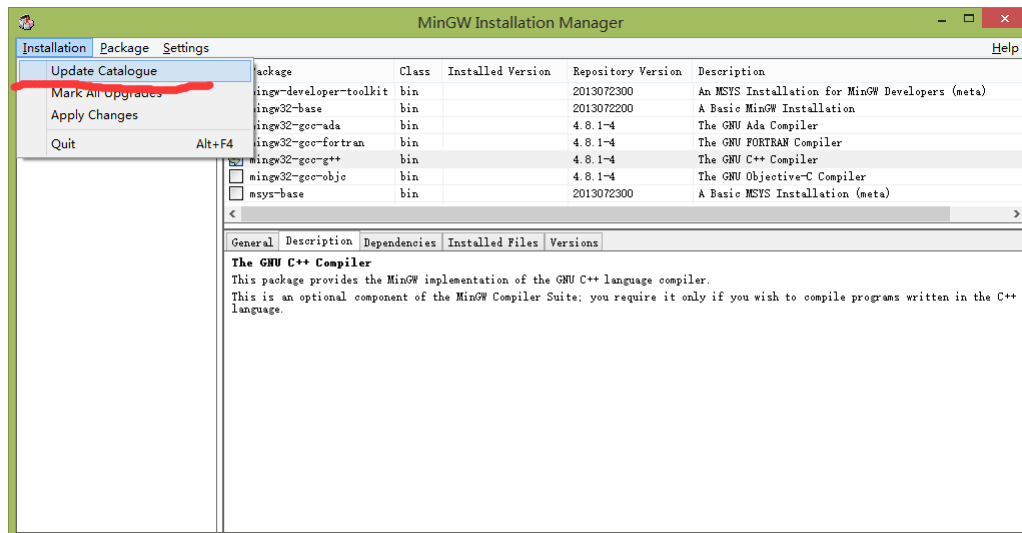 MinGW Installation Manager
Installation Package Settings Help
Update Catalogue
Mark All Upgrades
Apply Changes
Quit Alt+F4
Package Class Installed Version Repository Version Description
mingw-developer-toolkit bin 2013072300 An MSYS Installation for MinGW Developers (meta)
mingw32-base bin 2013072200 A Basic MinGW Installation
mingw32-gcc-ada bin 4.8.1-4 The GNU Ada Compiler
mingw32-gcc-fortran bin 4.8.1-4 The GNU FORTRAN Compiler
mingw32-gcc-g++ bin 4.8.1-4 The GNU C++ Compiler
mingw32-gcc-objc bin 4.8.1-4 The GNU Objective-C Compiler
msys-base bin 2013072300 A Basic MSYS Installation (meta)
General Description Dependencies Installed Files Versions
The GNU C++ Compiler
This package provides the MinGW implementation of the GNU C++ language compiler.
This is an optional component of the MinGW Compiler Suite; you require it only if you wish to compile programs written in the C++
language.